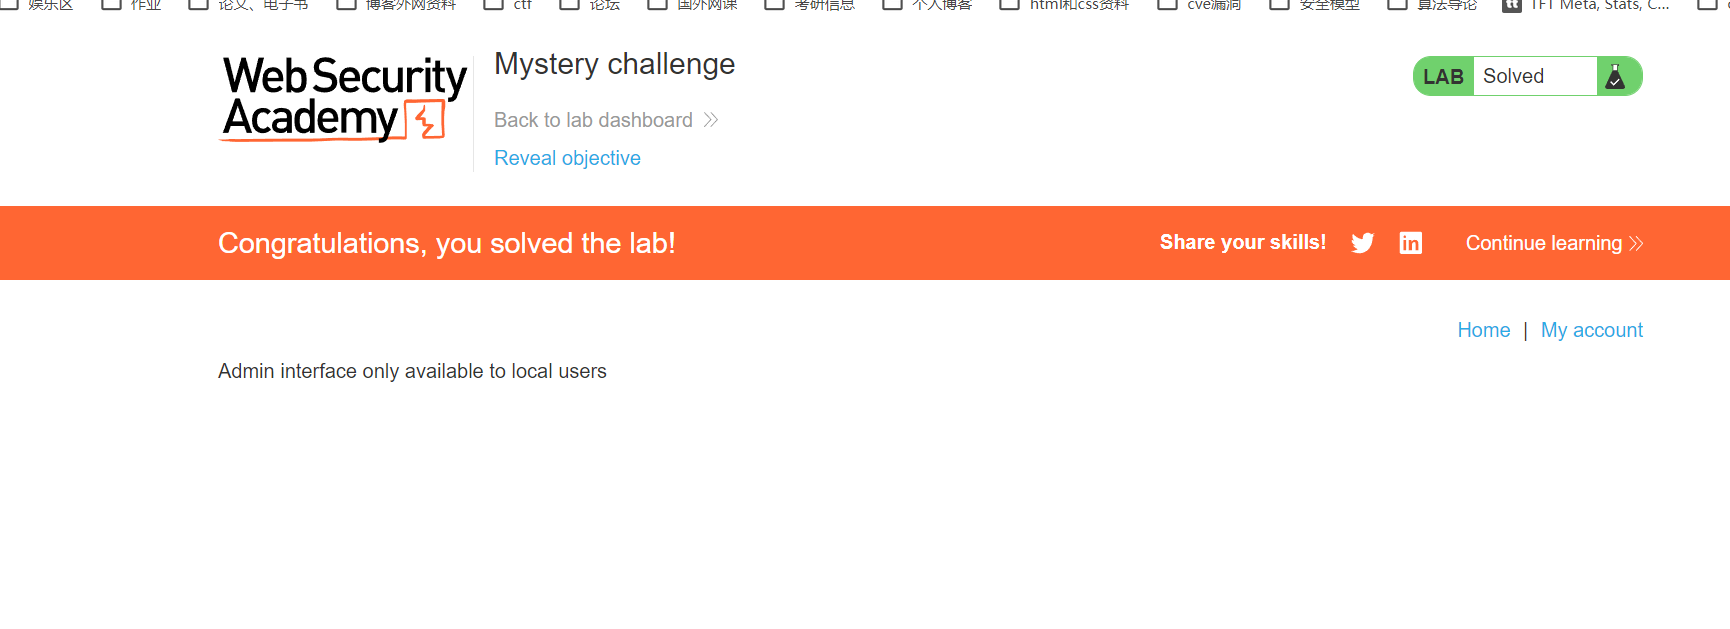 娱乐区 作业 论文、电子书 博客外网资料 ctf 论坛 国外网课 考研信息 个人博客 html和css资料 cve漏洞 安全模型 算法导论 TFT Meta, Stats, C...
Web Security
Academy
Mystery challenge
Back to lab dashboard
Reveal objective
LAB Solved
Congratulations, you solved the lab!
Share your skills! in Continue learning
Home | My account
Admin interface only available to local users